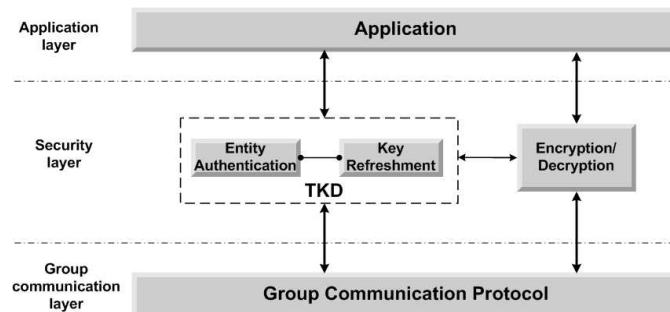 Application
layer
Application
Security
layer
Entity
Authentication
Key
Refreshment
TKD
Encryption/
Decryption
Group
communication
layer
Group Communication Protocol